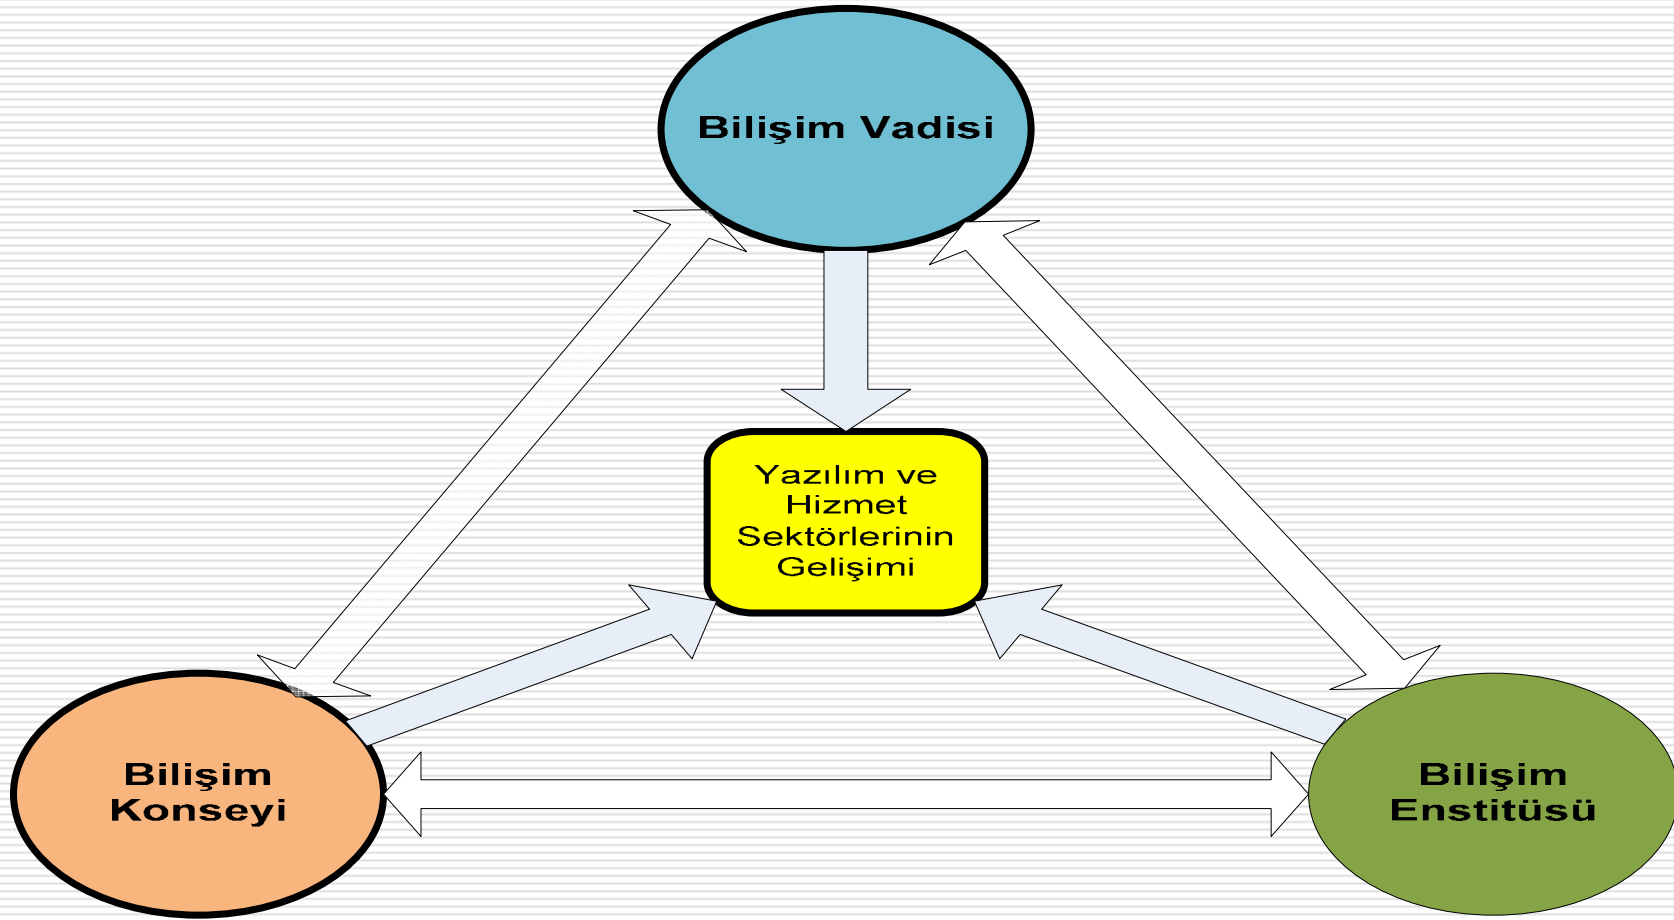 Bilişim Vadisi
Yazılım ve
Hizmet
Sektörlerinin
Gelişimi
Bilişim
Konseyi
Bilişim
Enstitüsü